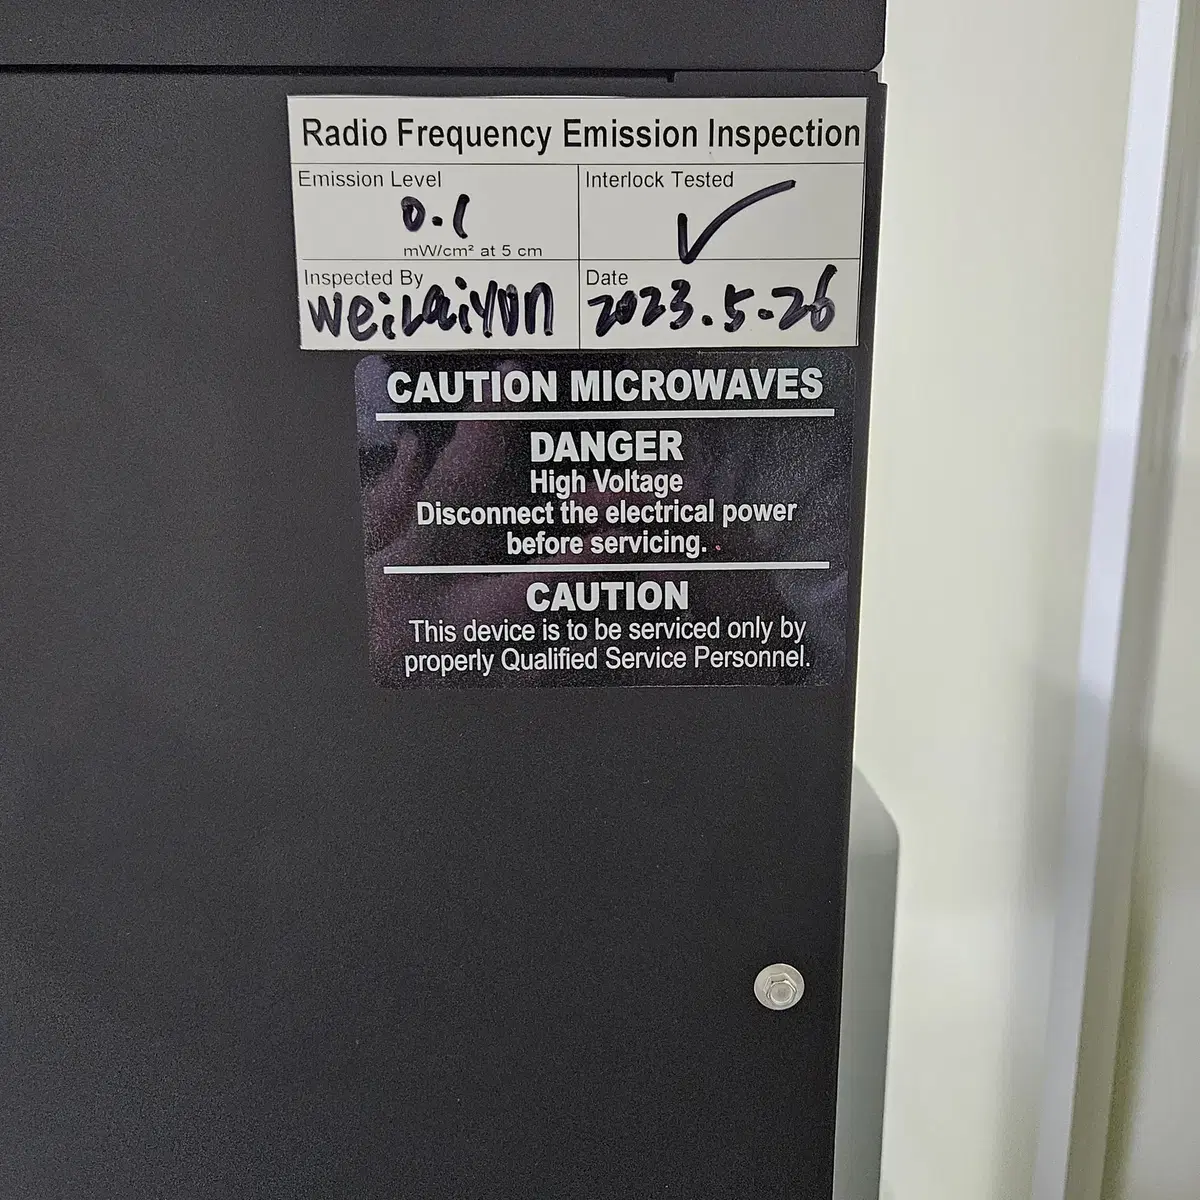 Radio Frequency Emission Inspection
Emission Level
0.1
mW/cm² at 5 cm
Interlock Tested
✓
Inspected By
weilaiyun
Date
2023.5.26
CAUTION MICROWAVES
DANGER
High Voltage
Disconnect the electrical power
before servicing.
CAUTION
This device is to be serviced only by
properly Qualified Service Personnel.